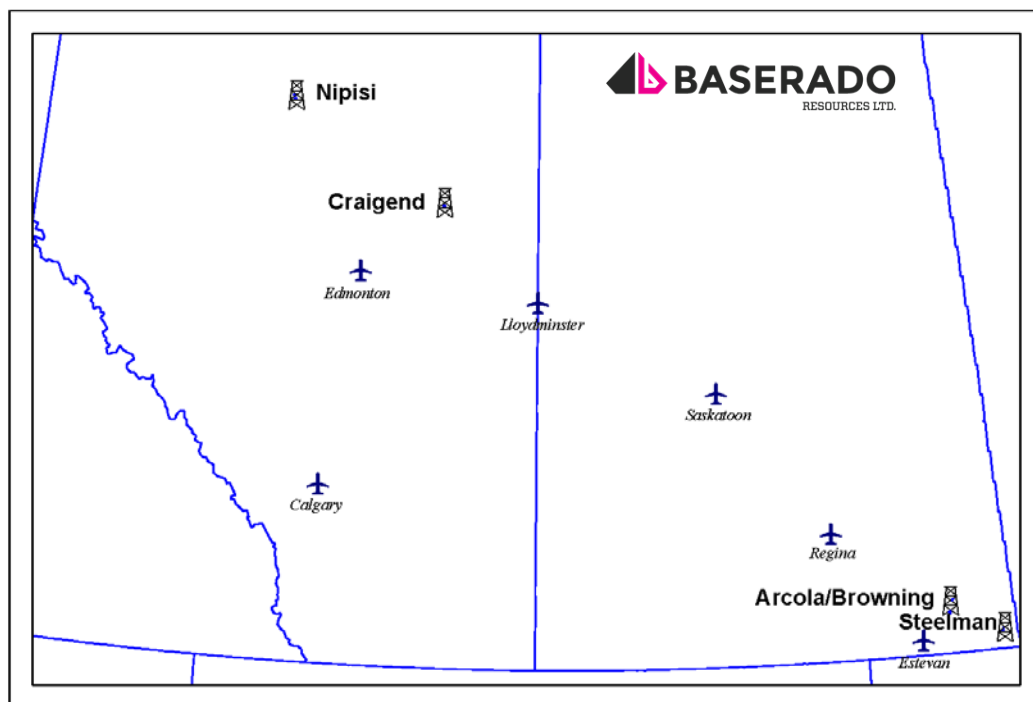 BASERADO
RESOURCES LTD.
Nipisi
Craigend
Edmonton
Lloydminster
Saskatoon
Calgary
Regina
Arcola/Browning
Steelman
Estevan